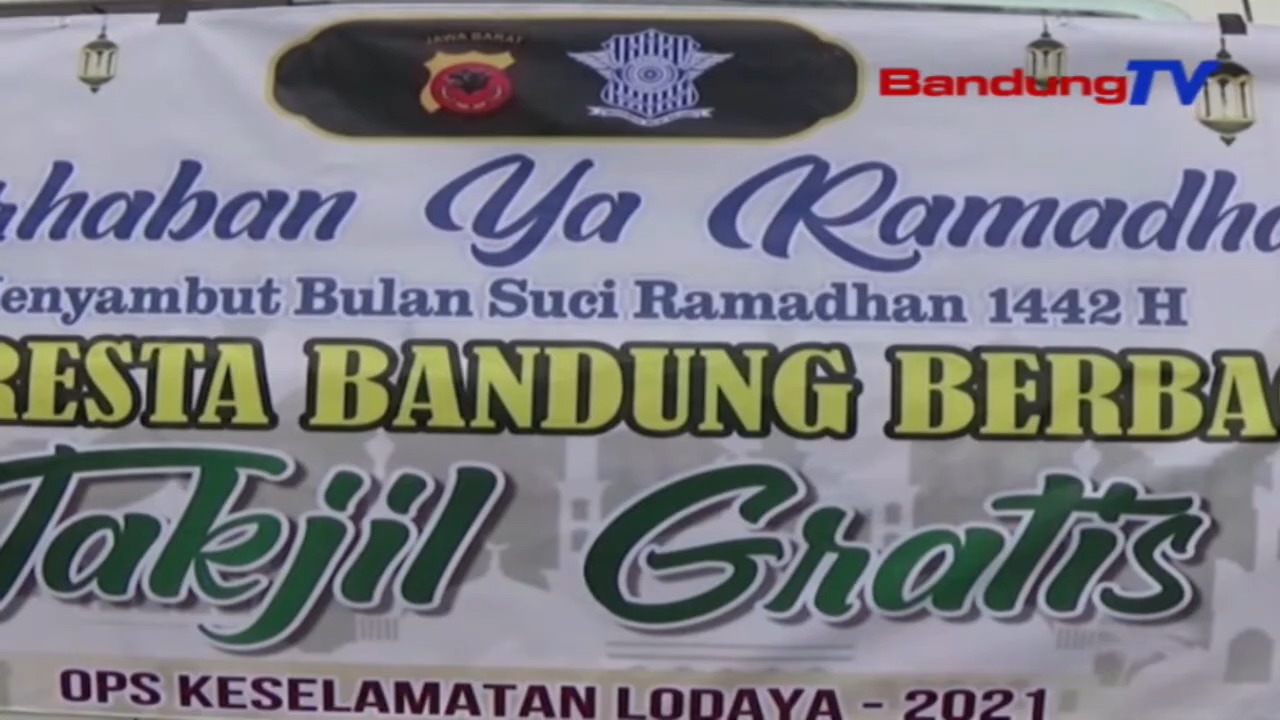 JAWA BARAT
BandungTV
rhaban Ya Ramadha
enyambut Bulan Suci Ramadhan 1442 H
RESTA BANDUNG BERBA
Takjil Gratis
OPS KESELAMATAN LODAYA - 2021